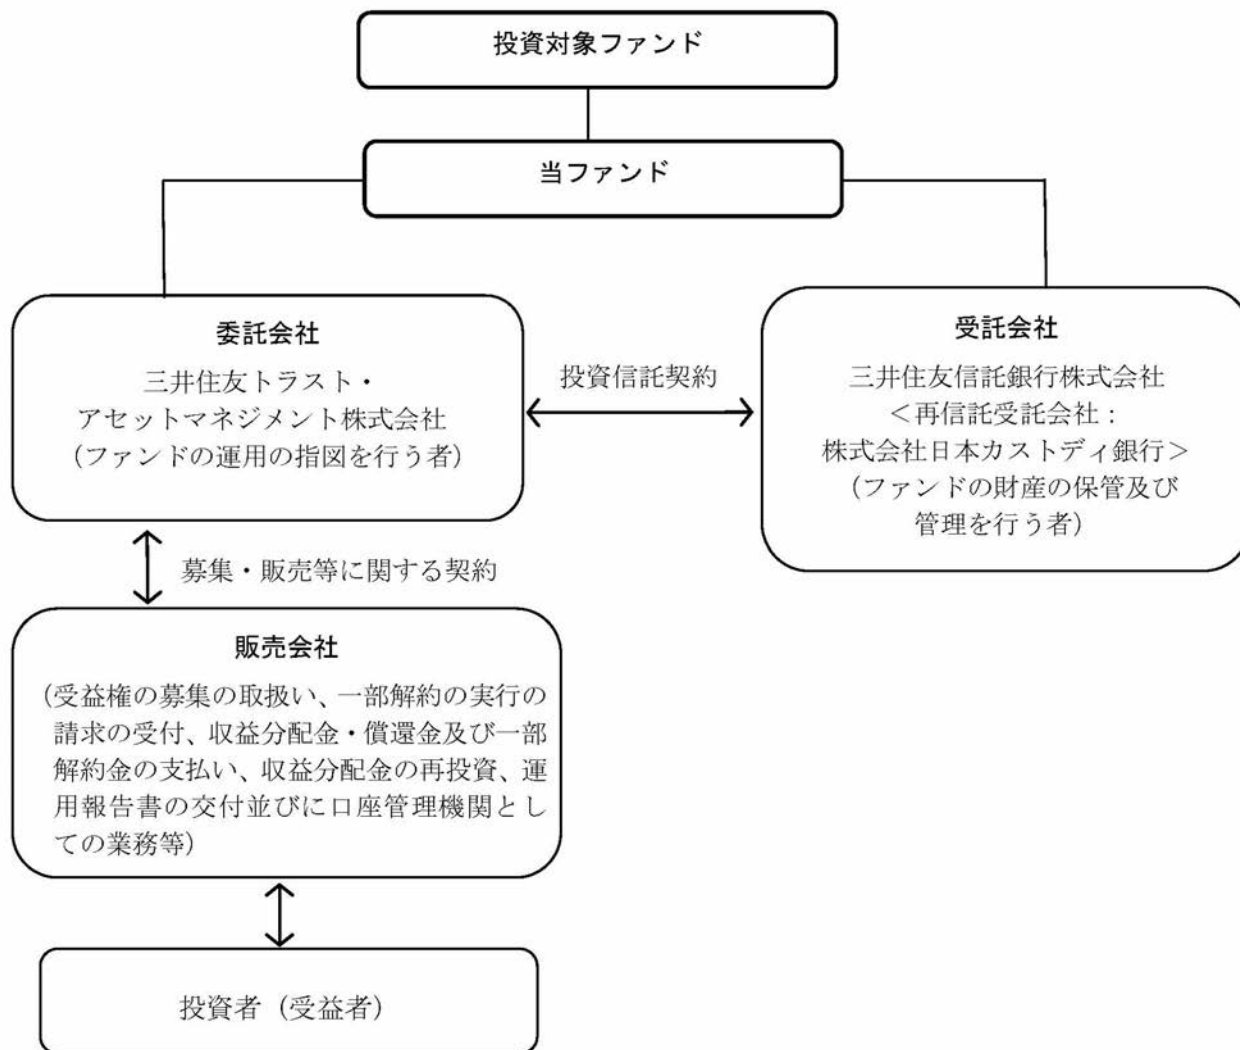 投資対象ファンド
当ファンド
委託会社
三井住友トラスト・
アセットマネジメント株式会社
（ファンドの運用の指図を行う者）
投資信託契約
受託会社
三井住友信託銀行株式会社
＜再信託受託会社：
株式会社日本カストディ銀行＞
（ファンドの財産の保管及び
管理を行う者）
募集・販売等に関する契約
販売会社
（受益権の募集の取扱い、一部解約の実行の
請求の受付、収益分配金・償還金及び一部
解約金の支払い、収益分配金の再投資、運
用報告書の交付並びに口座管理機関とし
ての業務等）
投資者（受益者）